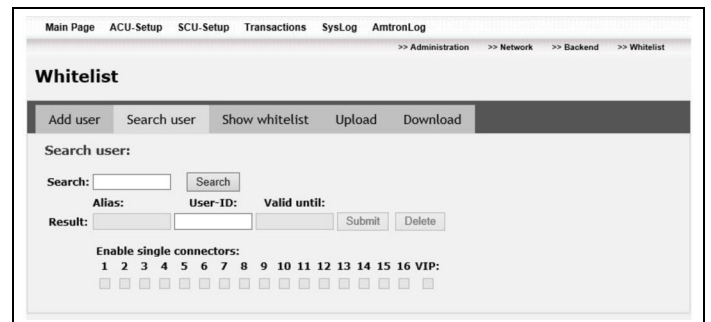 Main Page ACU-Setup SCU-Setup Transactions SysLog AmtronLog
>> Administration >> Network >> Backend >> Whitelist
Whitelist
Add user Search user Show whitelist Upload Download
Search user:
Search: Search
Alias: User-ID: Valid until:
Result: Submit Delete
Enable single connectors:
1 2 3 4 5 6 7 8 9 10 11 12 13 14 15 16 VIP: